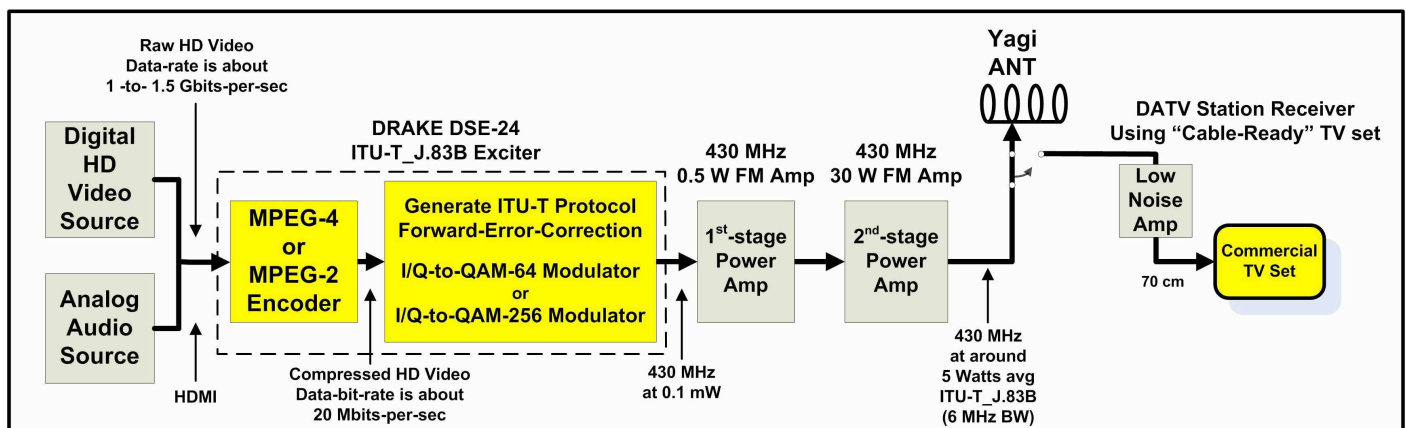 Raw HD Video
Data-rate is about
1 -to- 1.5 Gbits-per-sec
Digital
HD
Video
Source
Analog
Audio
Source
HDMI
DRAKE DSE-24
ITU-T_J.83B Exciter
MPEG-4
or
MPEG-2
Encoder
Compressed HD Video
Data-bit-rate is about
20 Mbits-per-sec
Generate ITU-T Protocol
Forward-Error-Correction
I/Q-to-QAM-64 Modulator
or
I/Q-to-QAM-256 Modulator
430 MHz
at 0.1 mW
430 MHz
0.5 W FM Amp
1st-stage
Power
Amp
430 MHz
30 W FM Amp
2nd-stage
Power
Amp
430 MHz
at around
5 Watts avg
ITU-T_J.83B
(6 MHz BW)
Yagi
ANT
DATV Station Receiver
Using “Cable-Ready” TV set
Low
Noise
Amp
70 cm
Commercial
TV Set